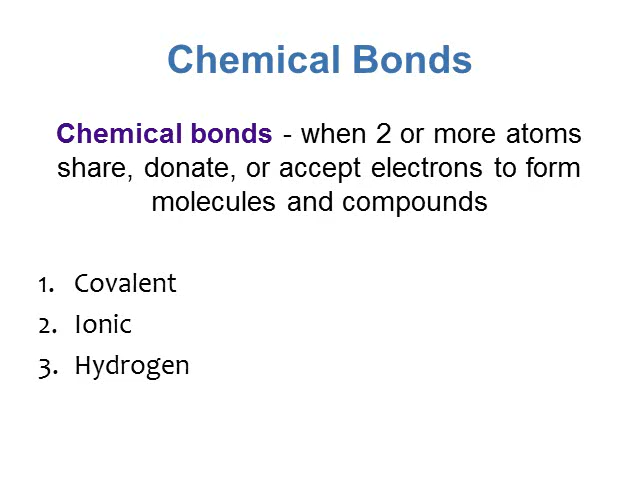 Chemical Bonds
Chemical bonds - when 2 or more atoms
share, donate, or accept electrons to form
molecules and compounds
1. Covalent
2. Ionic
3. Hydrogen